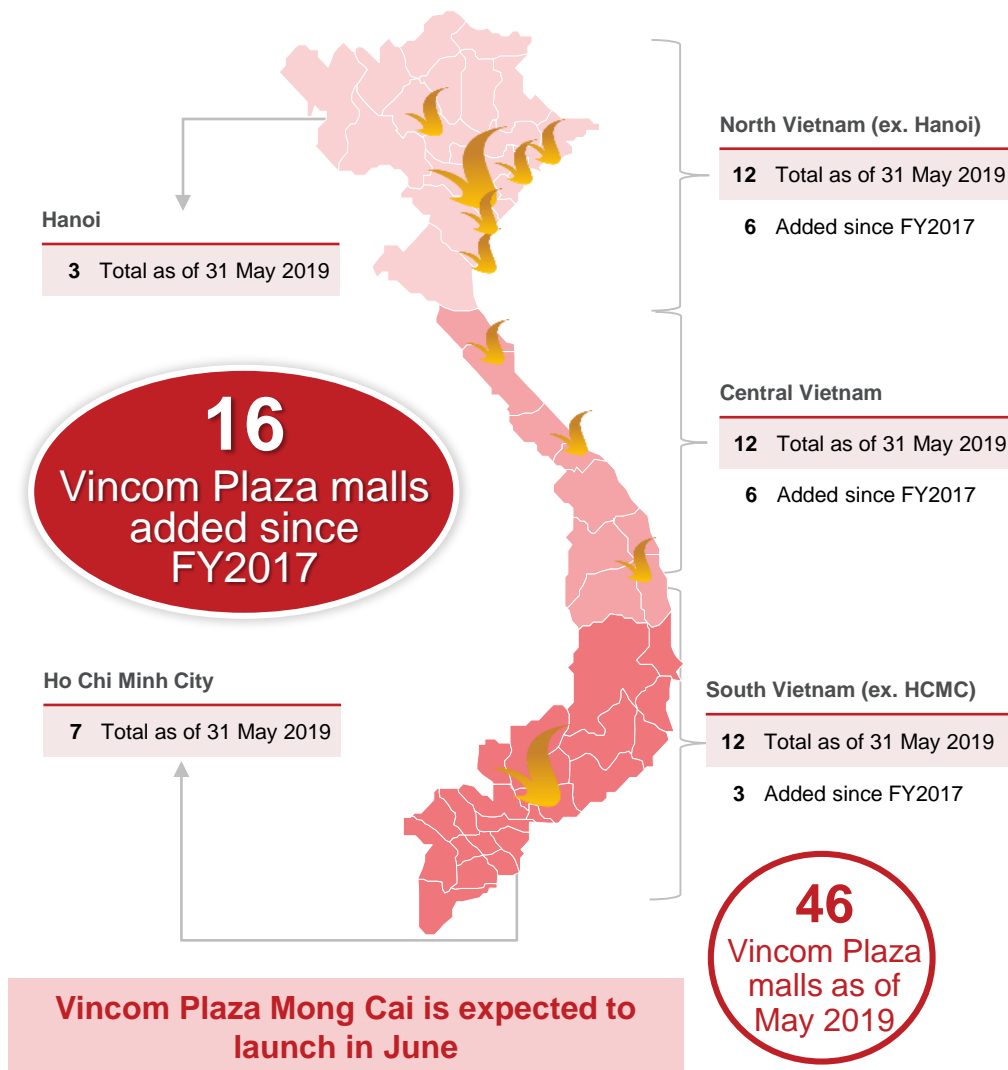 North Vietnam (ex. Hanoi)
12 Total as of 31 May 2019
6 Added since FY2017
Hanoi
3 Total as of 31 May 2019
16
Vincom Plaza malls
added since
FY2017
Central Vietnam
12 Total as of 31 May 2019
6 Added since FY2017
Ho Chi Minh City
7 Total as of 31 May 2019
South Vietnam (ex. HCMC)
12 Total as of 31 May 2019
3 Added since FY2017
46
Vincom Plaza
malls as of
May 2019
Vincom Plaza Mong Cai is expected to
launch in June